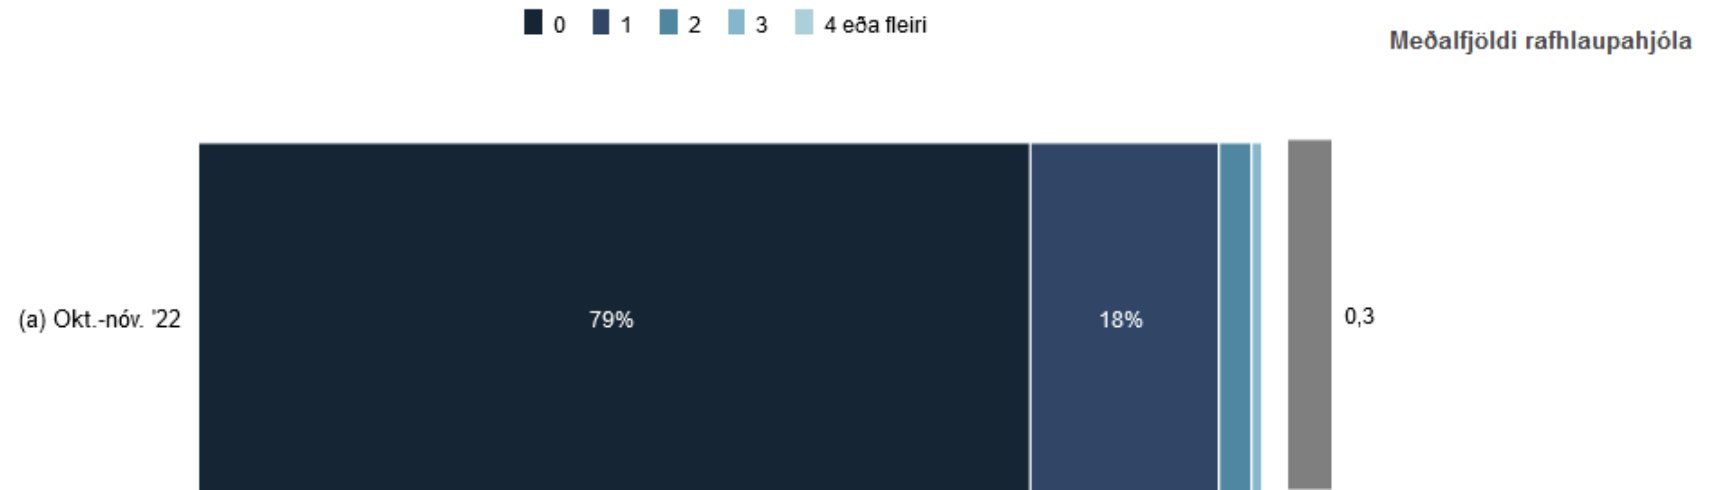 0 1 2 3 4 eða fleiri
Meðalfjöldi rafhlaupahjóla
(a) Okt.-nóv. '22 79% 18% 0,3